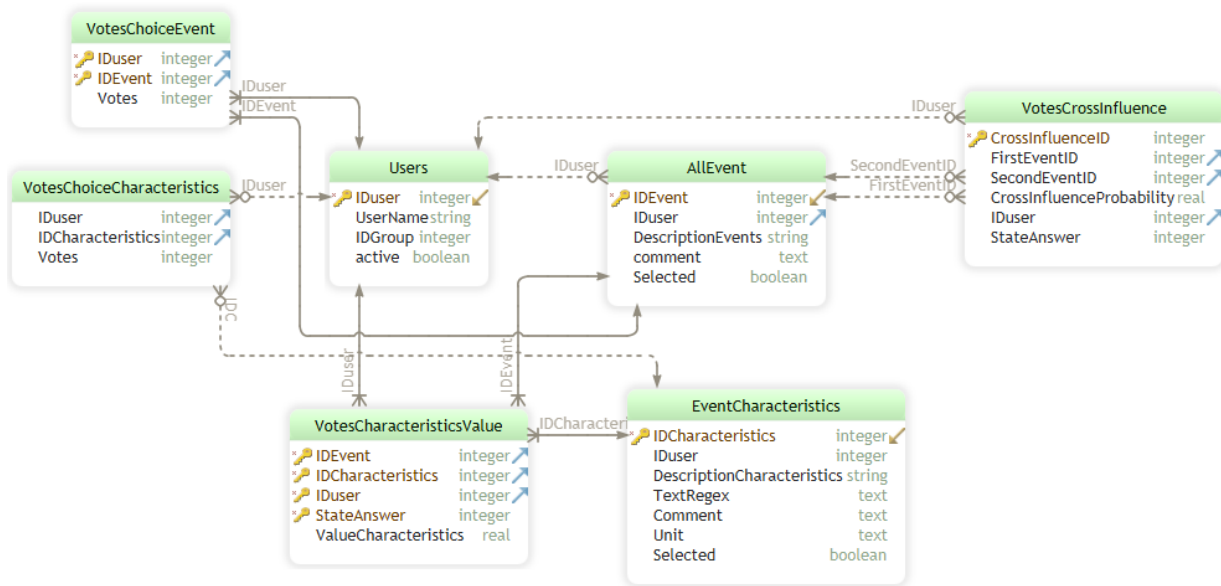 VotesChoiceEvent
IDuser integer
IDEvent integer
Votes integer
IDuser
IDEvent
VotesCrossInfluence
CrossInfluenceID integer
FirstEventID integer
SecondEventID integer
CrossInfluenceProbability real
IDuser integer
StateAnswer integer
IDuser
SecondEventID
FirstEventID
Users
IDuser integer
UserName string
IDGroup integer
active boolean
IDuser
AllEvent
IDEvent integer
IDuser integer
DescriptionEvents string
comment text
Selected boolean
VotesChoiceCharacteristics
IDuser integer
IDCharacteristics integer
Votes integer
IDuser
IDC
IDuser
IDEvent
VotesCharacteristicsValue
IDEvent integer
IDCharacteristics integer
IDuser integer
StateAnswer integer
ValueCharacteristics real
IDCharacteri
EventCharacteristics
IDCharacteristics integer
IDuser integer
DescriptionCharacteristics string
TextRegex text
Comment text
Unit text
Selected boolean